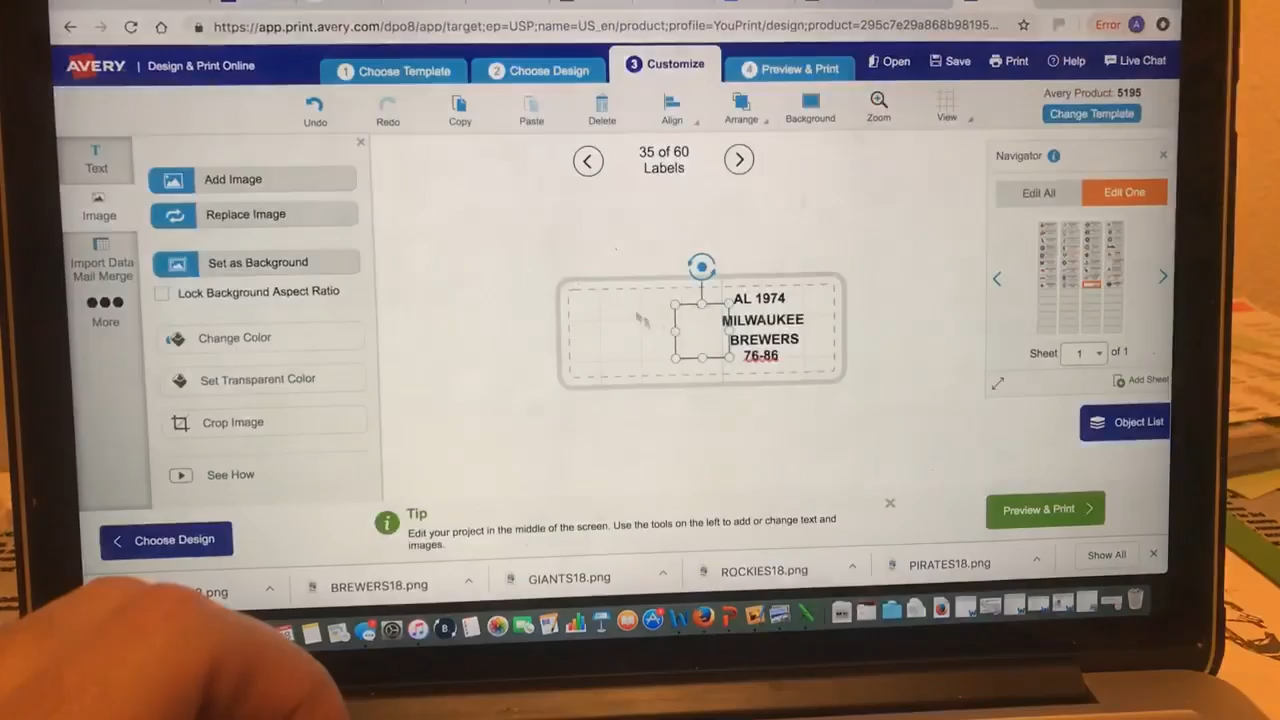 https://app.print.avery.com/dpo8/app/target;ep=USP;name=US_en/product;profile=YouPrint/design;product=295c7e29a868b98195...
Error
A
AVERY
Design & Print Online
1 Choose Template
2 Choose Design
3 Customize
4 Preview & Print
Open
Save
Print
Help
Live Chat
Undo
Redo
Copy
Paste
Delete
Align
Arrange
Background
Zoom
View
Avery Product: 5195
Change Template
Text
Image
Import Data
Mail Merge
More
Add Image
Replace Image
Set as Background
Lock Background Aspect Ratio
Change Color
Set Transparent Color
Crop Image
See How
35 of 60
Labels
AL 1974
MILWAUKEE
BREWERS
76-86
Navigator
Edit All
Edit One
Sheet 1 of 1
Add Sheet
Object List
Tip
Edit your project in the middle of the screen. Use the tools on the left to add or change text and
images.
Preview & Print
Choose Design
.png
BREWERS18.png
GIANTS18.png
ROCKIES18.png
PIRATES18.png
Show All